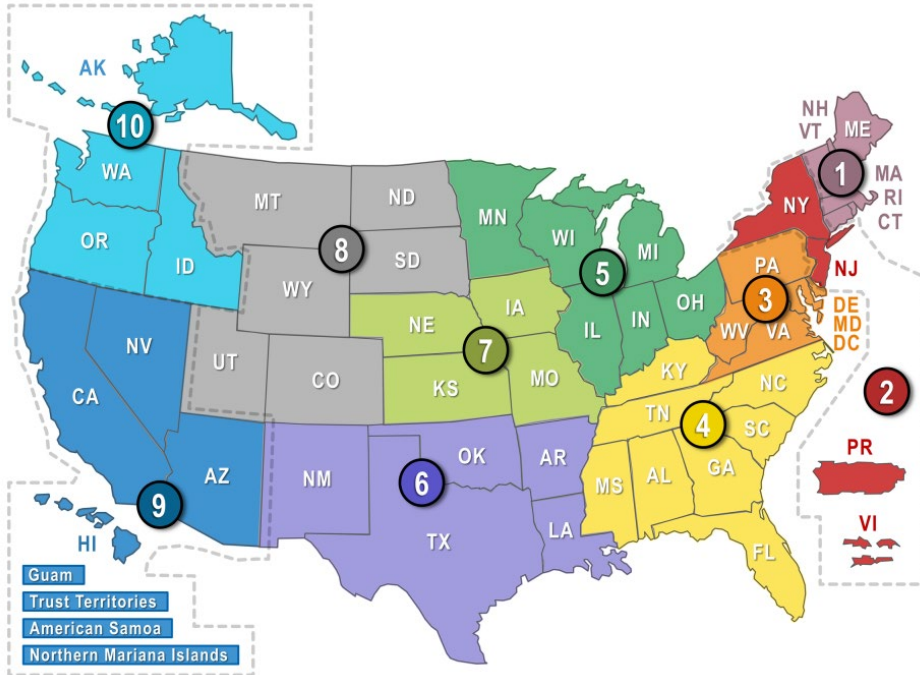 AK
10
NH
VT
ME
WA
1
MA
RI
CT
MT
ND
MN
NY
OR
WI
MI
8
ID
SD
5
PA
NJ
WY
3
DE
MD
DC
IA
OH
NE
IL
IN
WV
VA
NV
7
UT
CO
KS
MO
KY
CA
NC
2
TN
4
SC
OK
AR
PR
AZ
NM
6
MS
AL
GA
9
TX
LA
VI
HI
FL
Guam
Trust Territories
American Samoa
Northern Mariana Islands